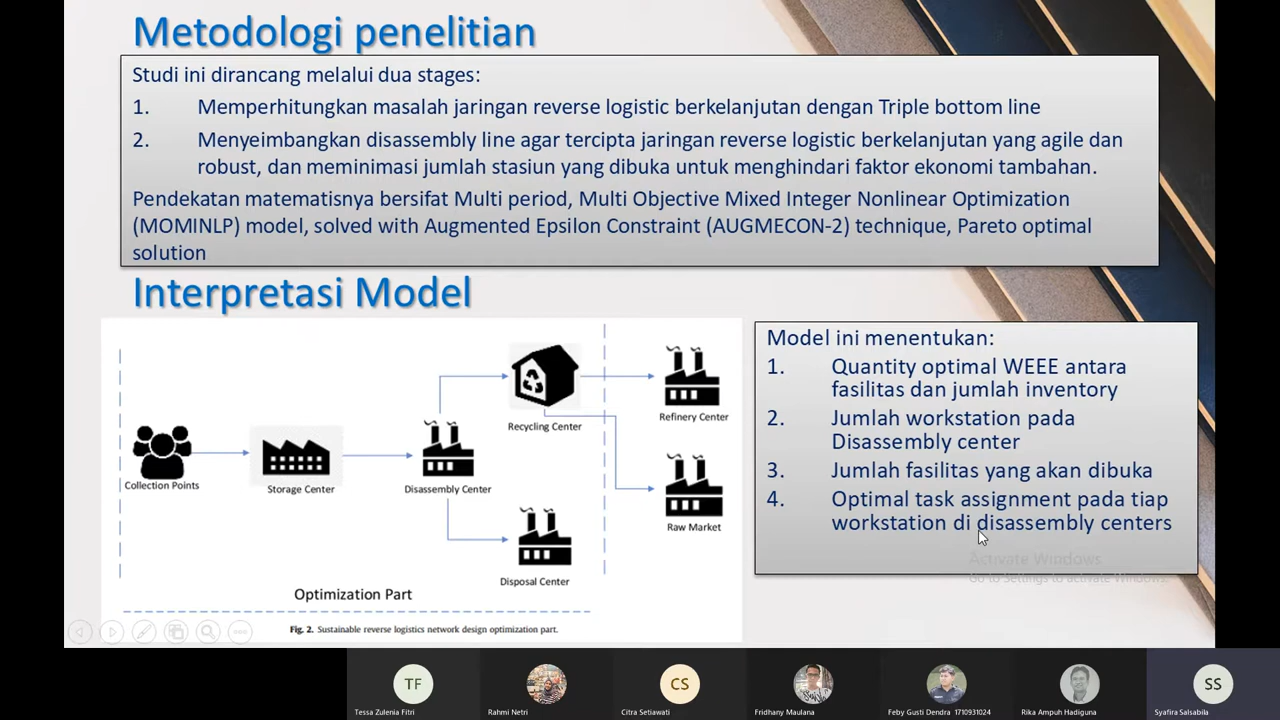 Metodologi penelitian
Studi ini dirancang melalui dua stages:
1. Memperhitungkan masalah jaringan reverse logistic berkelanjutan dengan Triple bottom line
2. Menyeimbangkan disassembly line agar tercipta jaringan reverse logistic berkelanjutan yang agile dan
robust, dan meminimasi jumlah stasiun yang dibuka untuk menghindari faktor ekonomi tambahan.
Pendekatan matematisnya bersifat Multi period, Multi Objective Mixed Integer Nonlinear Optimization
(MOMINLP) model, solved with Augmented Epsilon Constraint (AUGMECON-2) technique, Pareto optimal
solution
Interpretasi Model
Collection Points
Storage Center
Disassembly Center
Recycling Center
Disposal Center
Refinery Center
Raw Market
Optimization Part
Fig. 2. Sustainable reverse logistics network design optimization part.
Model ini menentukan:
1. Quantity optimal WEEE antara
fasilitas dan jumlah inventory
2. Jumlah workstation pada
Disassembly center
3. Jumlah fasilitas yang akan dibuka
4. Optimal task assignment pada tiap
workstation di disassembly centers
Activate Windows
Go to Settings to activate Windows.
TF
CS
SS
Tessa Zulenia Fitri
Rahmi Netri
Citra Setiawati
Fridhany Maulana
Feby Gusti Dendra 1710931024
Rika Ampuh Hadiguna
Syafira Salsabila